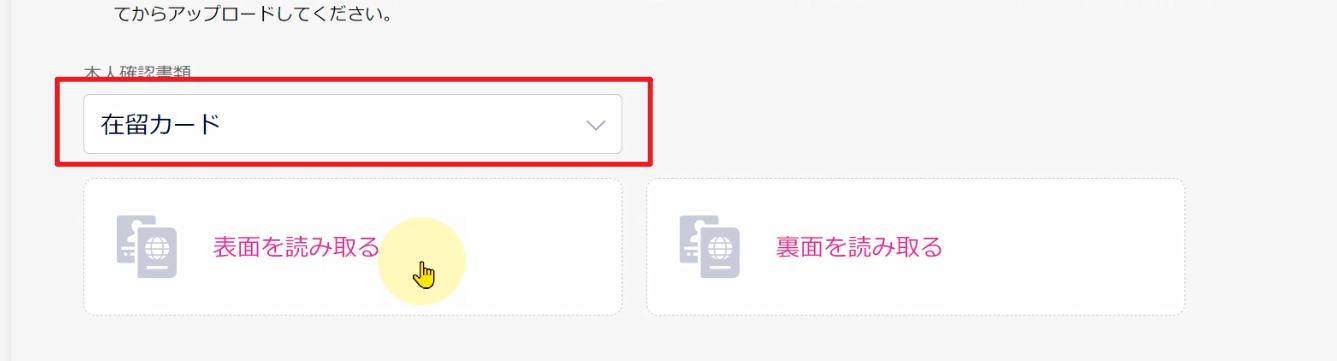 てからアップロードしてください。
本人確認書類
在留カード
表面を読み取る
裏面を読み取る